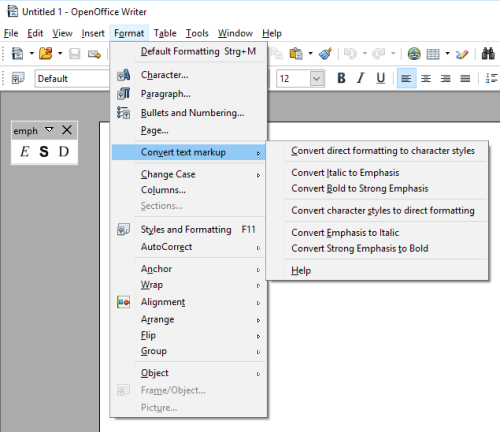 Untitled 1 - OpenOffice Writer
File Edit View Insert Format Table Tools Window Help
Default 12 B I U
emph
E S D
Default Formatting Strg+M
Character...
Paragraph...
Bullets and Numbering...
Page...
Convert text markup
Change Case
Columns...
Sections...
Styles and Formatting F11
AutoCorrect
Anchor
Wrap
Alignment
Arrange
Flip
Group
Object
Frame/Object...
Picture...
Convert direct formatting to character styles
Convert Italic to Emphasis
Convert Bold to Strong Emphasis
Convert character styles to direct formatting
Convert Emphasis to Italic
Convert Strong Emphasis to Bold
Help